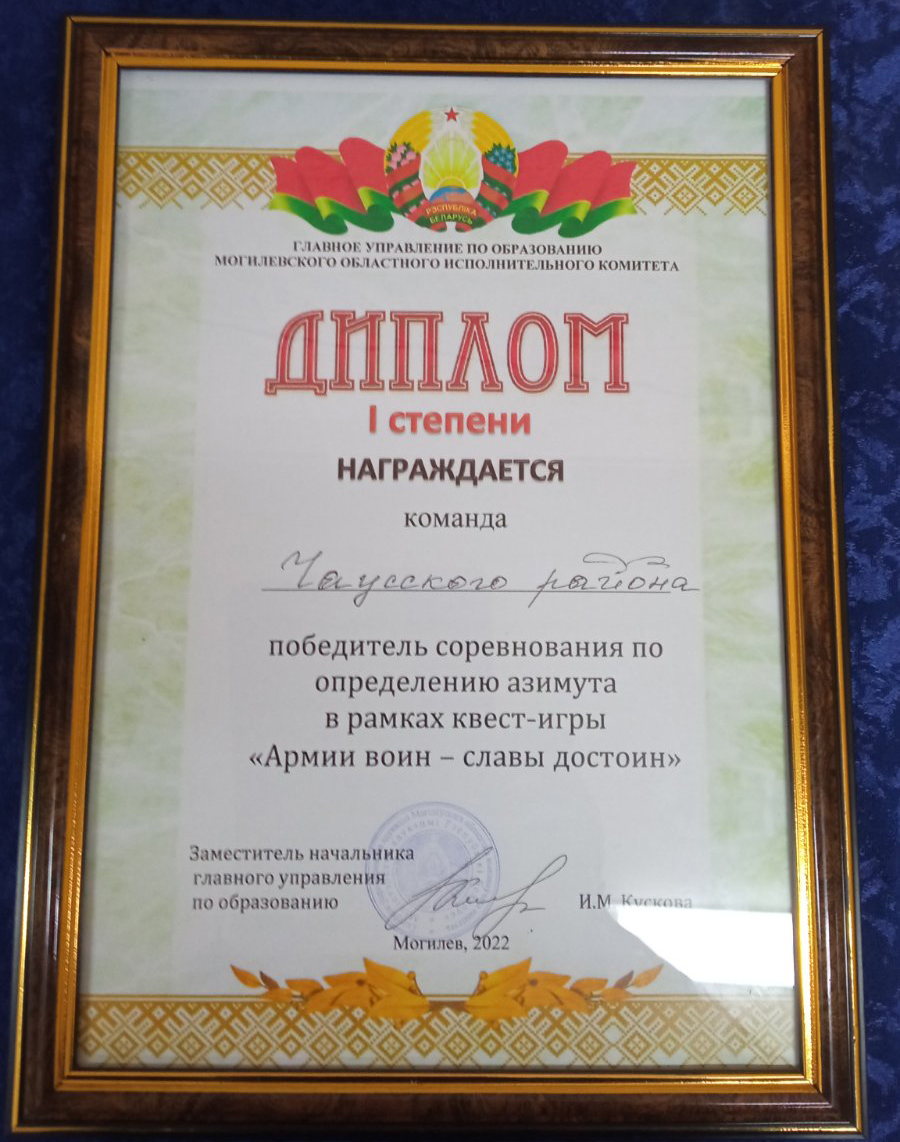 РЭСПУБЛІКА
БЕЛАРУСЬ
ГЛАВНОЕ УПРАВЛЕНИЕ ПО ОБРАЗОВАНИЮ
МОГИЛЕВСКОГО ОБЛАСТНОГО ИСПОЛНИТЕЛЬНОГО КОМИТЕТА
ДИПЛОМ
I степени
НАГРАЖДАЕТСЯ
команда
Чаусского района
победитель соревнования по
определению азимута
в рамках квест-игры
«Армии воин – славы достоин»
Заместитель начальника
главного управления
по образованию И.М. Кускова
Могилев, 2022